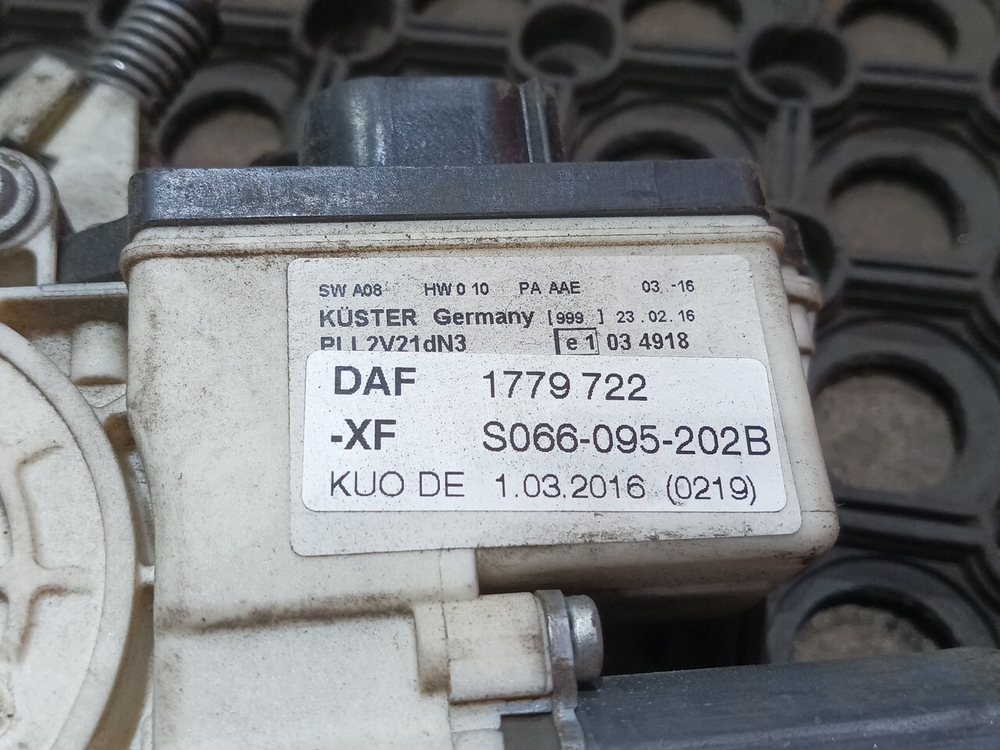 SW A08 HW 0 10 PA AAE 03 -16
KÜSTER Germany [999 ] 23 02 16
PLL2V21dN3 e1 03 4918
DAF 1779 722
-XF S066-095-202B
KUO DE 1.03.2016 (0219)